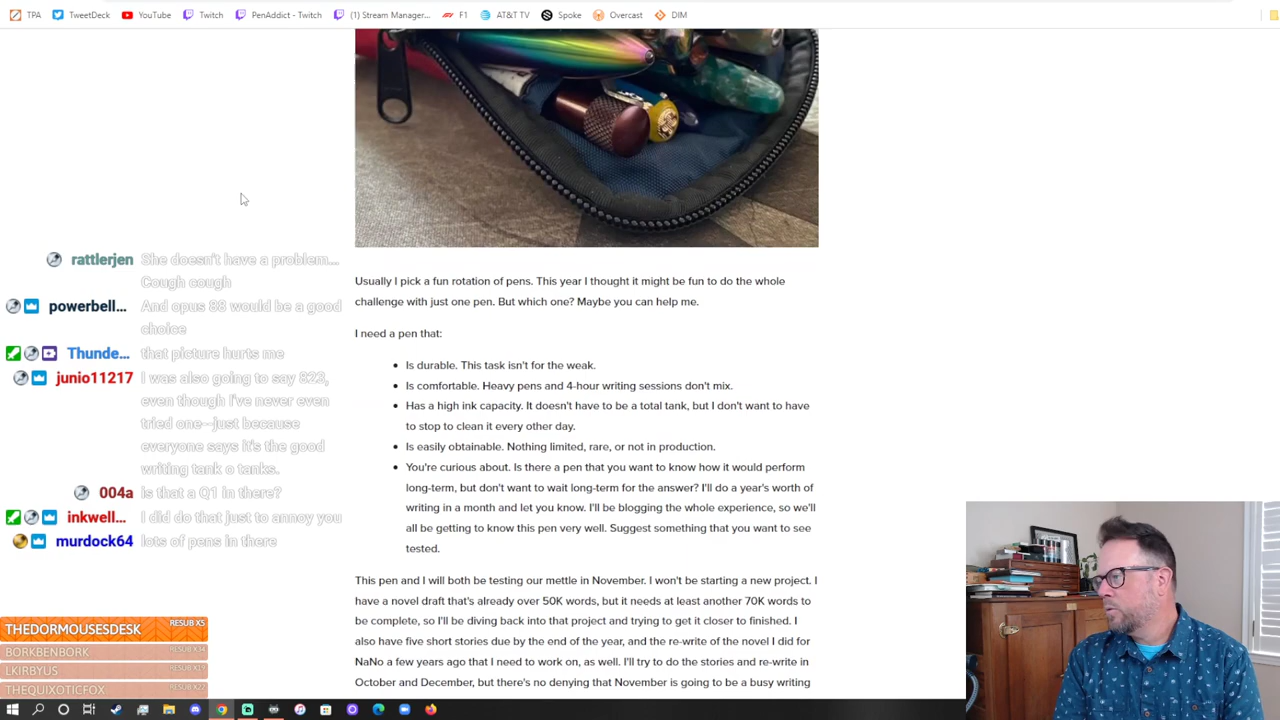 TPA TweetDeck YouTube Twitch PenAddict - Twitch (1) Stream Manager... F1 AT&T TV Spoke Overcast DIM
rattlerjen She doesn't have a problem...
Cough cough
powerbell... And opus 88 would be a good
choice
Thunde... that picture hurts me
junio11217 I was also going to say 823,
even though I've never even
tried one--just because
everyone says it's the good
writing tank o tanks.
004a is that a Q1 in there?
inkwell... I did do that just to annoy you
murdock64 lots of pens in there
THEDORMOUSESDESK RESUB X5
BORKBENBORK RESUB X34
LKIRBYUS RESUB X19
THEQUIXOTICFOX RESUB X22
Usually I pick a fun rotation of pens. This year I thought it might be fun to do the whole
challenge with just one pen. But which one? Maybe you can help me.
I need a pen that:
• Is durable. This task isn't for the weak.
• Is comfortable. Heavy pens and 4-hour writing sessions don't mix.
• Has a high ink capacity. It doesn't have to be a total tank, but I don't want to have
to stop to clean it every other day.
• Is easily obtainable. Nothing limited, rare, or not in production.
• You're curious about. Is there a pen that you want to know how it would perform
long-term, but don't want to wait long-term for the answer? I'll do a year's worth of
writing in a month and let you know. I'll be blogging the whole experience, so we'll
all be getting to know this pen very well. Suggest something that you want to see
tested.
This pen and I will both be testing our mettle in November. I won't be starting a new project. I
have a novel draft that's already over 50K words, but it needs at least another 70K words to
be complete, so I'll be diving back into that project and trying to get it closer to finished. I
also have five short stories due by the end of the year, and the re-write of the novel I did for
NaNo a few years ago that I need to work on, as well. I'll try to do the stories and re-write in
October and December, but there's no denying that November is going to be a busy writing